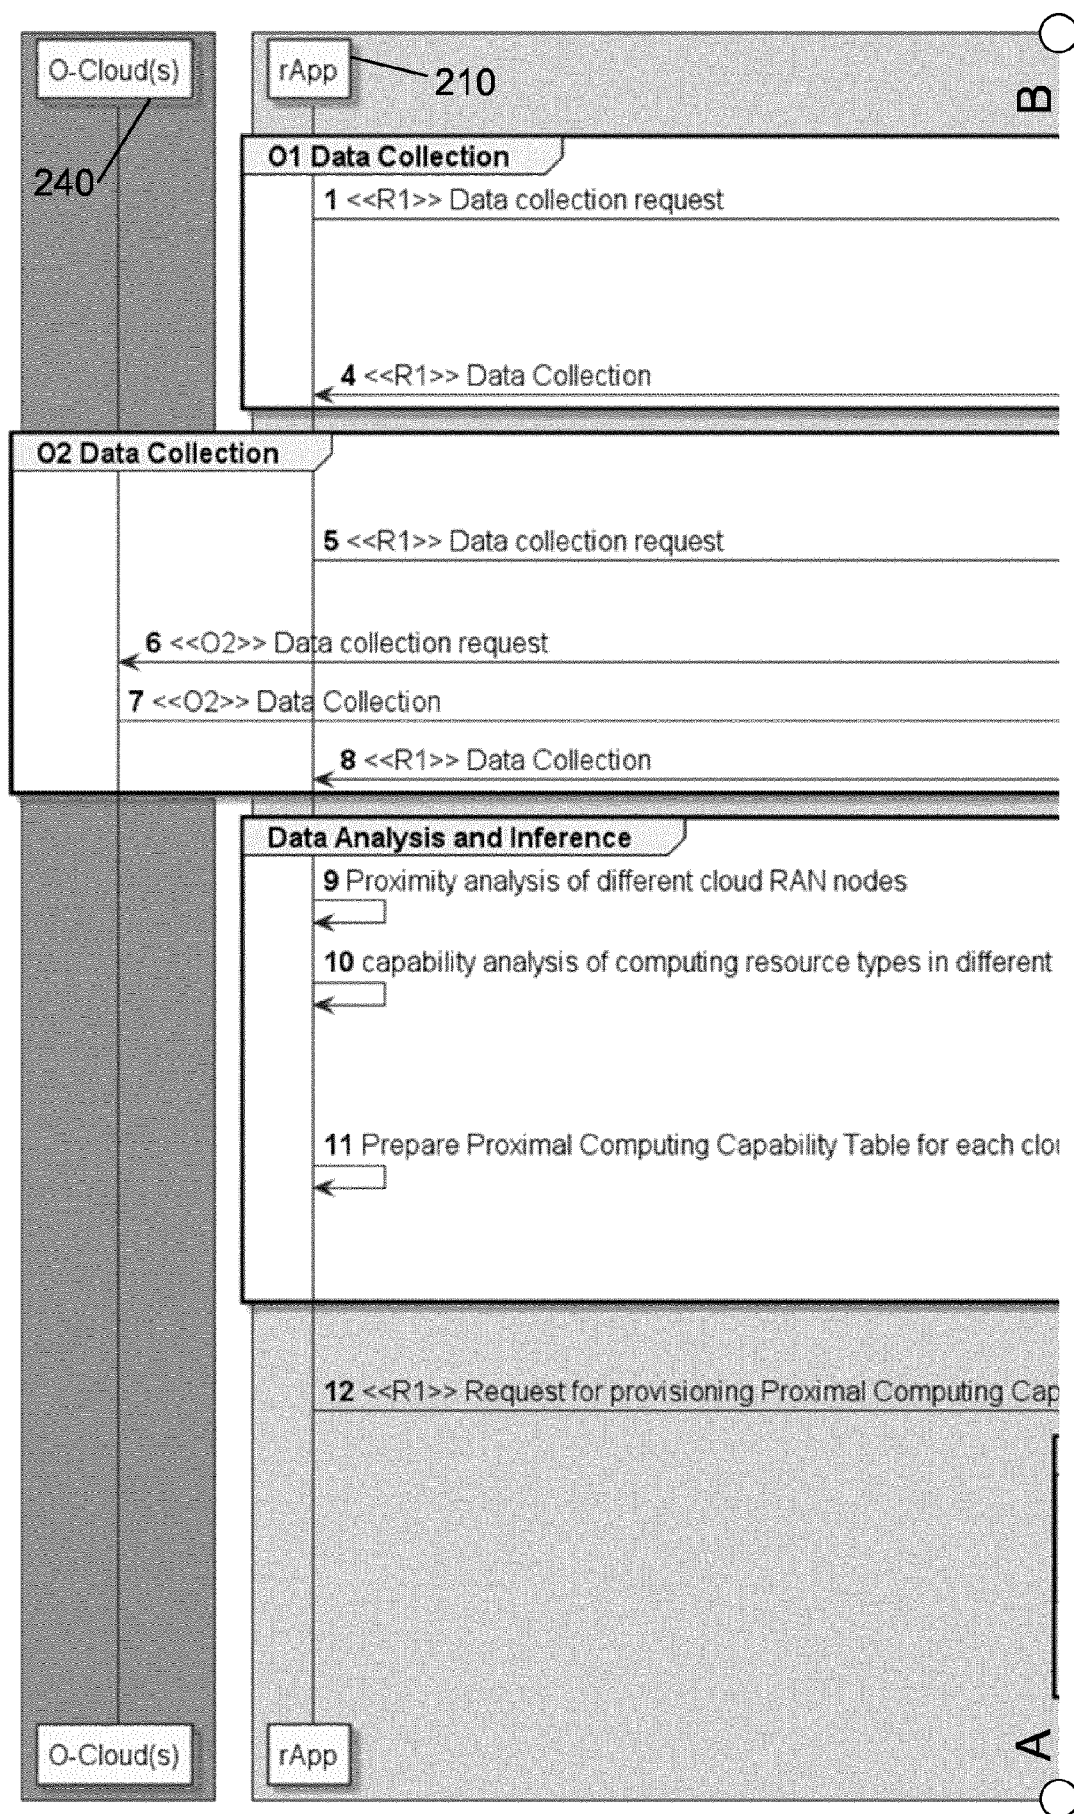 O-Cloud(s)
rApp
210
B
240
O1 Data Collection
1 <<R1>> Data collection request
4 <<R1>> Data Collection
O2 Data Collection
5 <<R1>> Data collection request
6 <<O2>> Data collection request
7 <<O2>> Data Collection
8 <<R1>> Data Collection
Data Analysis and Inference
9 Proximity analysis of different cloud RAN nodes
10 capability analysis of computing resource types in different
11 Prepare Proximal Computing Capability Table for each
12 <<R1>> Request for provisioning Proximal Computing
O-Cloud(s)
rApp
A